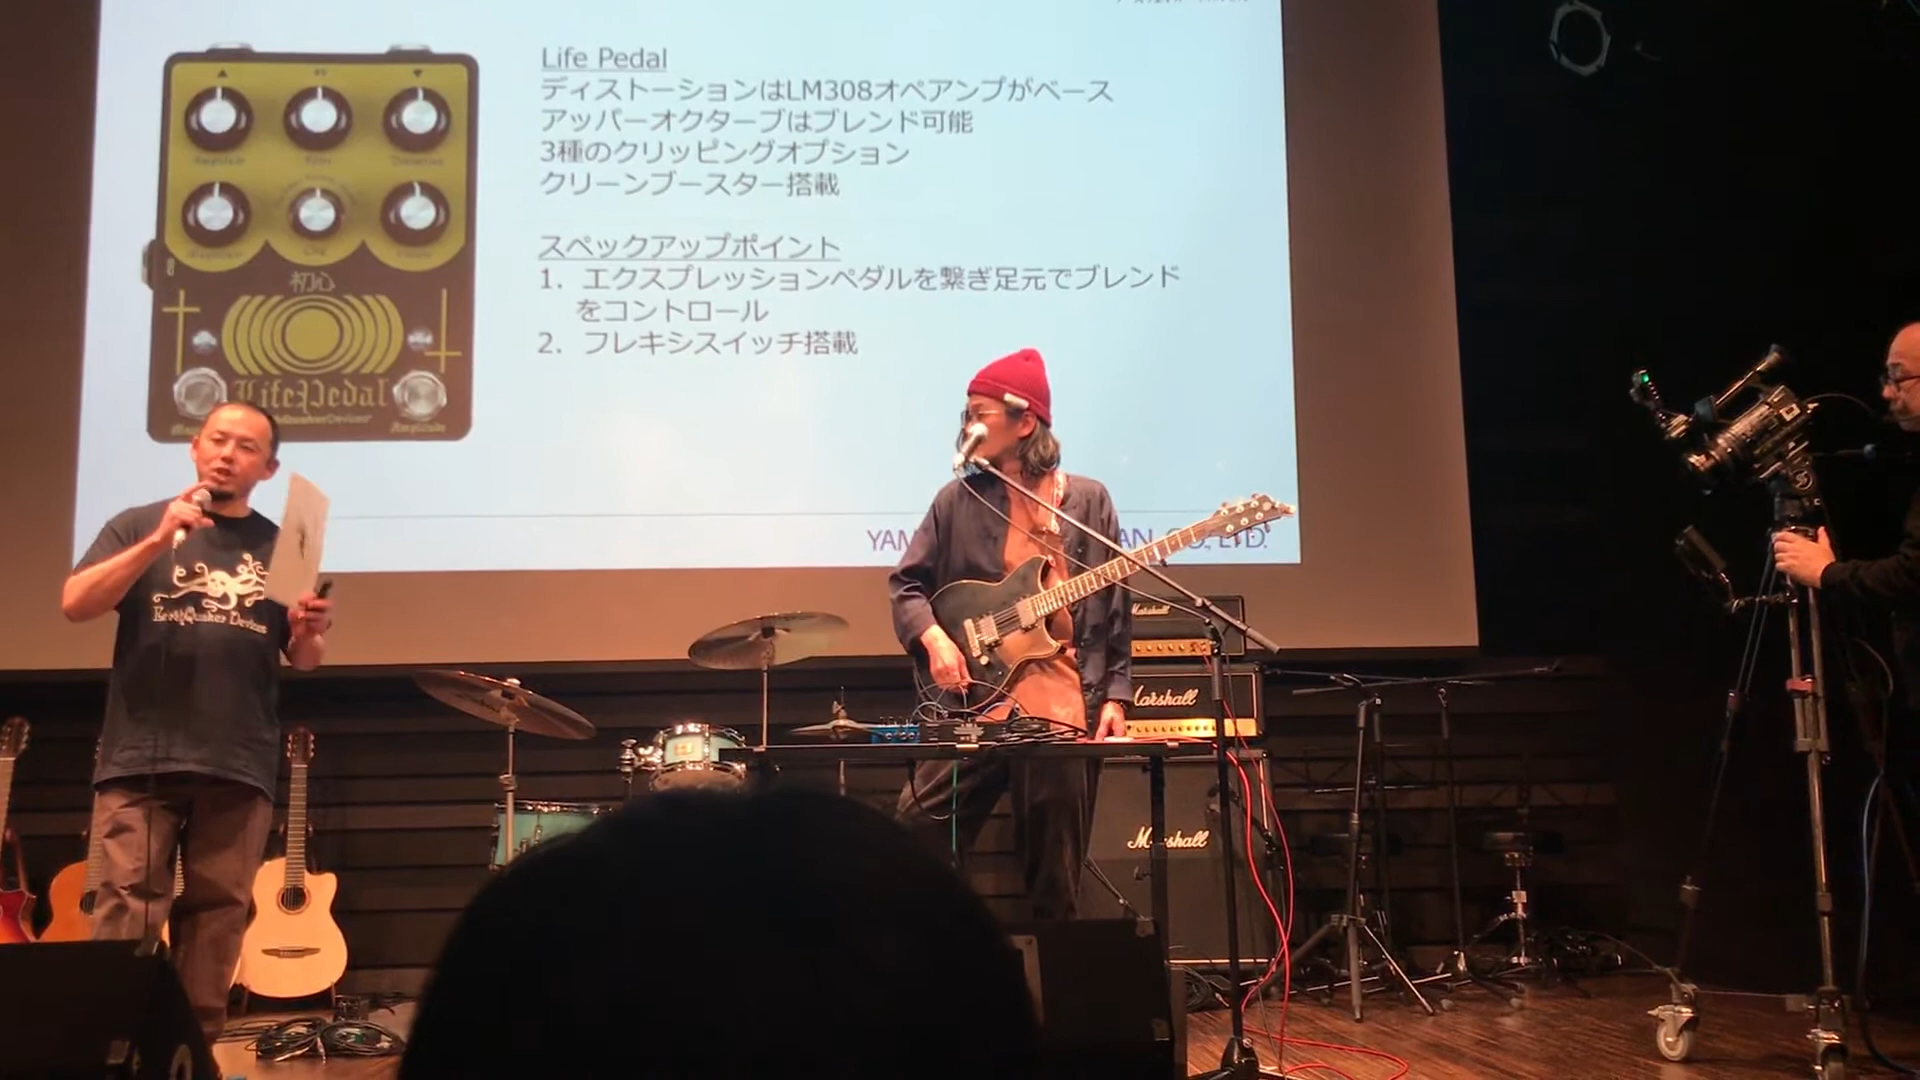 Life Pedal
ディストーションはLM308オペアンプがベース
アッパーオクターブはブレンド可能
3種のクリッピングオプション
クリーンブースター搭載
スペックアップポイント
1. エクスプレッションペダルを繋ぎ足元でブレンド
をコントロール
2. フレキシスイッチ搭載
初心
LifePedal
Amplitude
EarthQuaker Devices
Marshall
Marshall
Marshall